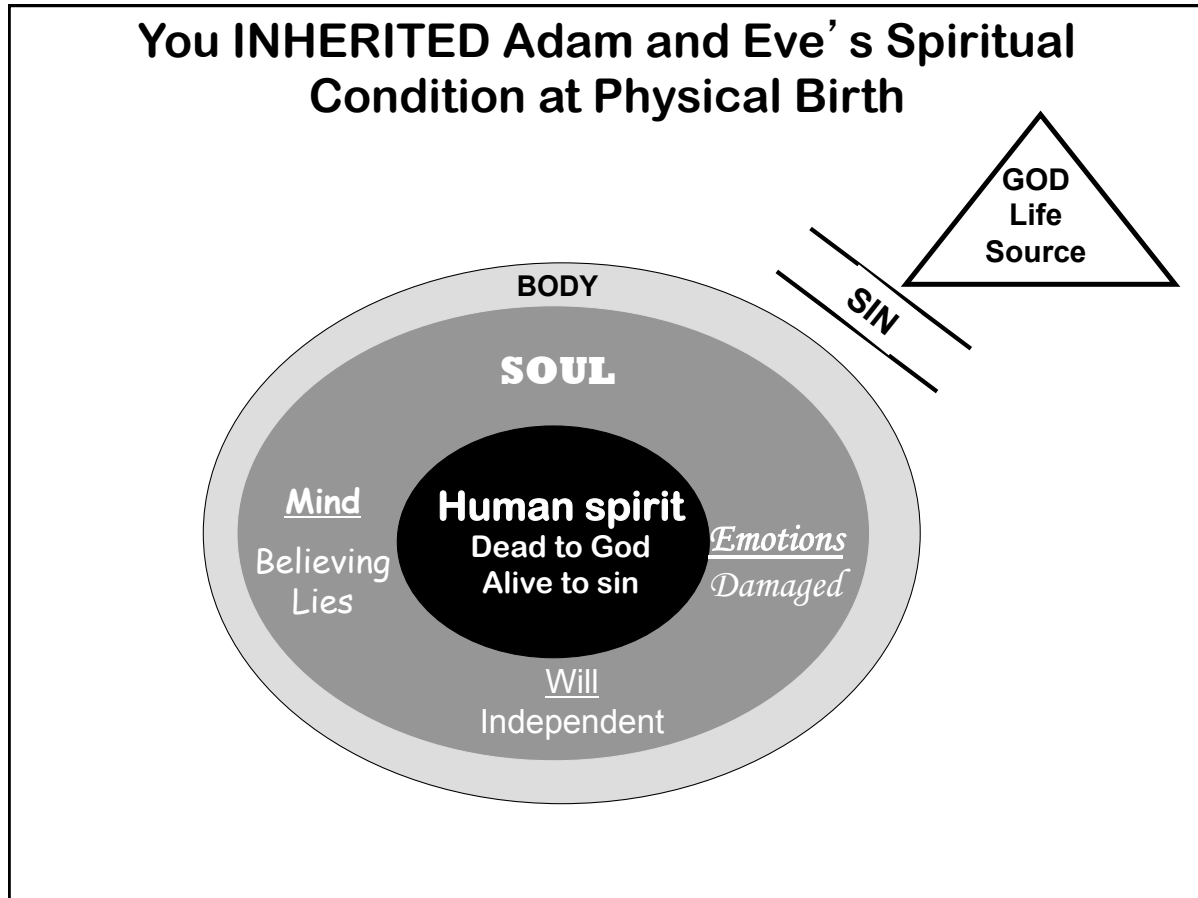 You INHERITED Adam and Eve’s Spiritual
Condition at Physical Birth
GOD
Life
Source
SIN
BODY
SOUL
Mind
Believing
Lies
Human spirit
Dead to God
Alive to sin
Emotions
Damaged
Will
Independent